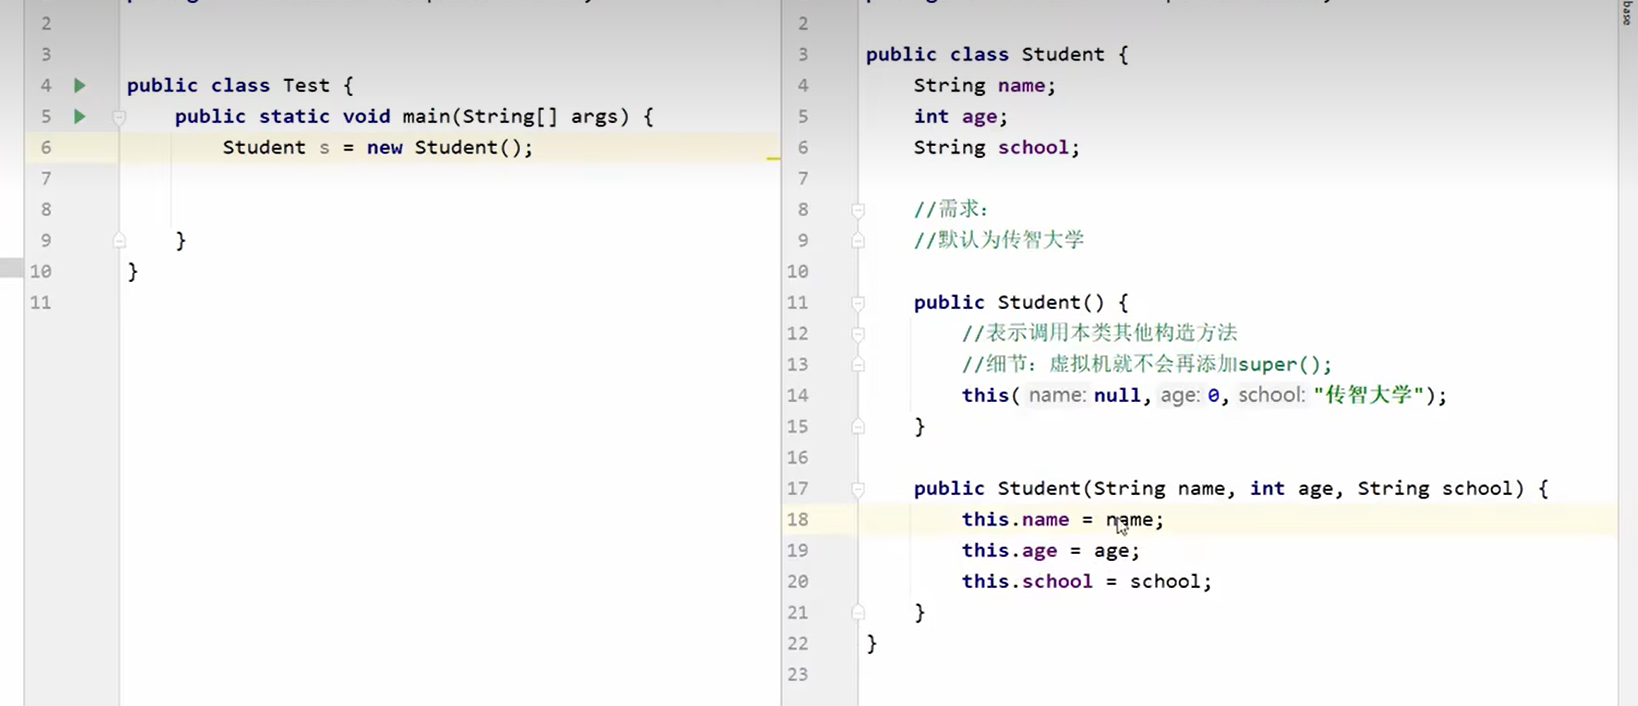 2
3
4 public class Test {
5 public static void main(String[] args) {
6 Student s = new Student();
7
8
9 }
10 }
11
2
3 public class Student {
4 String name;
5 int age;
6 String school;
7
8 //需求：
9 //默认为传智大学
10
11 public Student() {
12 //表示调用本类其他构造方法
13 //细节：虚拟机就不会再添加super();
14 this( name: null, age: 0, school: "传智大学");
15 }
16
17 public Student(String name, int age, String school) {
18 this.name = name;
19 this.age = age;
20 this.school = school;
21 }
22 }
23
base